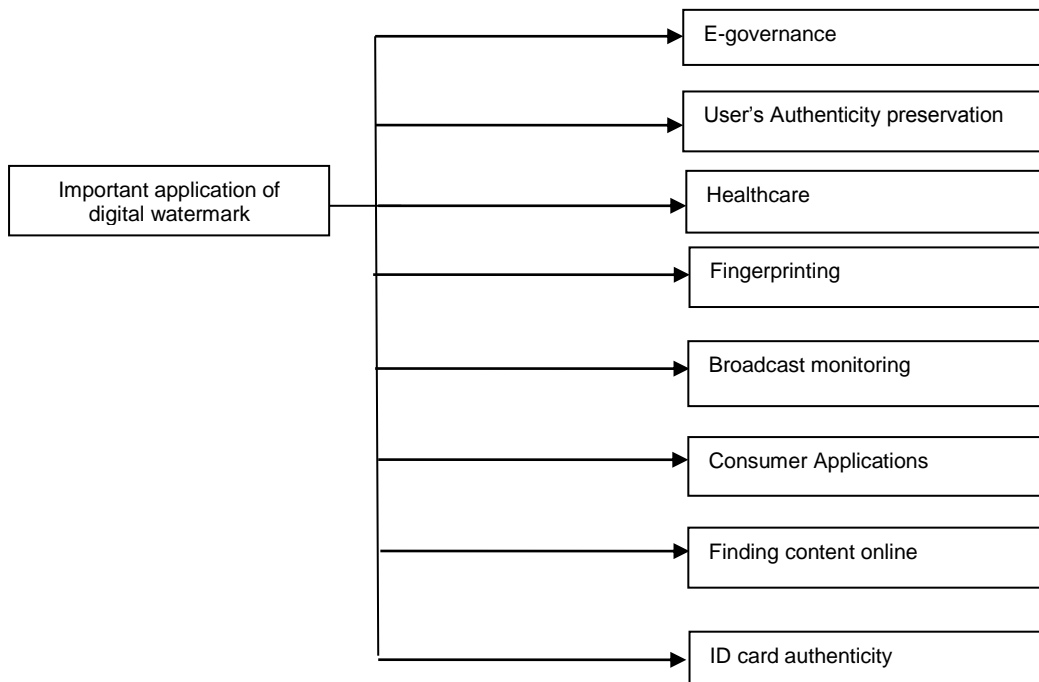 E-governance
User’s Authenticity preservation
Important application of
digital watermark
Healthcare
Fingerprinting
Broadcast monitoring
Consumer Applications
Finding content online
ID card authenticity